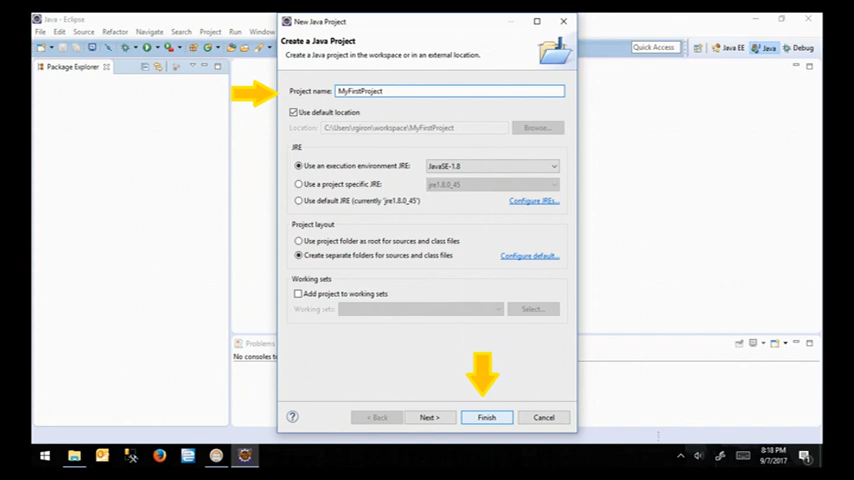 Java - Eclipse
File Edit Source Refactor Navigate Search Project Run Window
Quick Access Java EE Java Debug
Package Explorer
New Java Project
Create a Java Project
Create a Java project in the workspace or in an external location.
Project name: MyFirstProject
Use default location
Location: C:\Users\rgiron\workspace\MyFirstProject Browse...
JRE
Use an execution environment JRE: JavaSE-1.8
Use a project specific JRE: jre1.8.0_45
Use default JRE (currently 'jre1.8.0_45') Configure JREs...
Project layout
Use project folder as root for sources and class files
Create separate folders for sources and class files Configure default...
Working sets
Add project to working sets
Working sets: Select...
Problems
No consoles t
? < Back Next > Finish Cancel
8:18 PM
9/7/2017